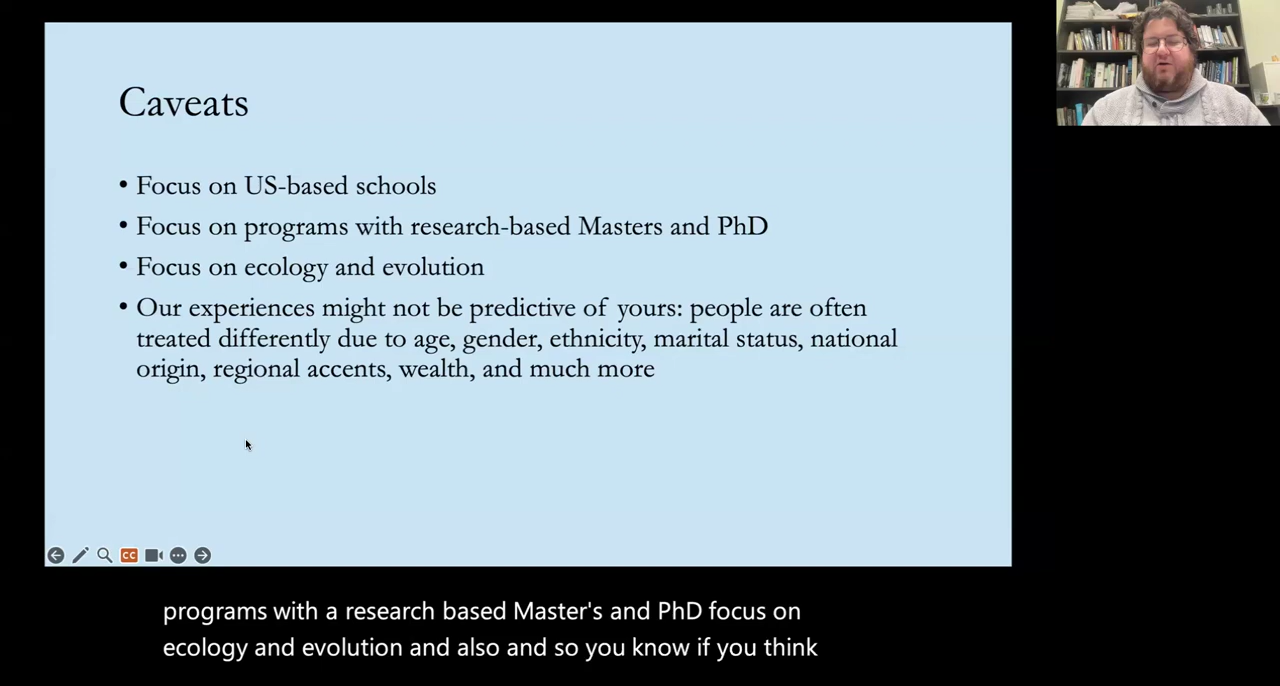 Caveats
• Focus on US-based schools
• Focus on programs with research-based Masters and PhD
• Focus on ecology and evolution
• Our experiences might not be predictive of yours: people are often
treated differently due to age, gender, ethnicity, marital status, national
origin, regional accents, wealth, and much more
CC
programs with a research based Master's and PhD focus on
ecology and evolution and also and so you know if you think